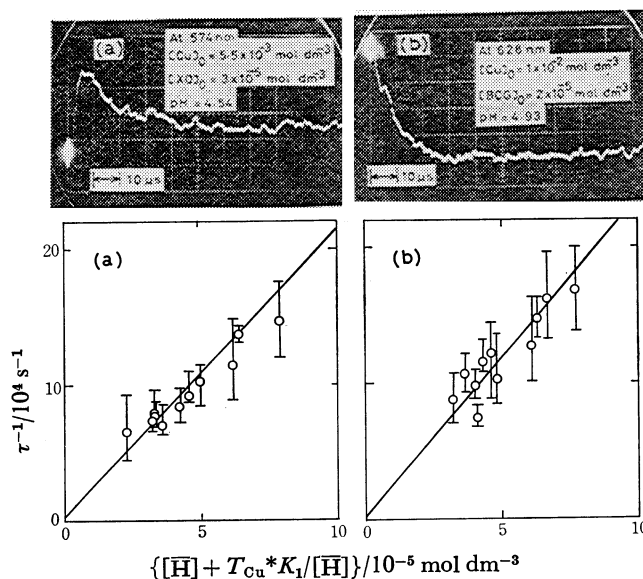 (a)
At 574 nm
[Cu]₀ = 5·5×10⁻³ mol dm⁻³
[XO]₀ = 3×10⁻⁵ mol dm⁻³
pH = 4.54
10 μs
(b)
At 626 nm
[Cu]₀ = 1×10⁻² mol dm⁻³
[BCG]₀ = 2×10⁵ mol dm⁻³
pH = 4.93
10 μs
20
10
0
τ⁻¹/10⁴ s⁻¹
(a)
0
5
10
(b)
0
5
10
{[H̅] + T_Cu*K₁/[H̅]}/10⁻⁵ mol dm⁻³